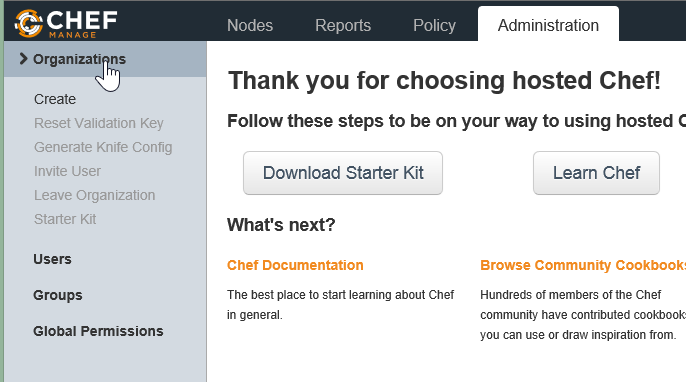 CHEF
MANAGE
Nodes
Reports
Policy
Administration
Organizations
Create
Reset Validation Key
Generate Knife Config
Invite User
Leave Organization
Starter Kit
Users
Groups
Global Permissions
Thank you for choosing hosted Chef!
Follow these steps to be on your way to using hosted
Download Starter Kit
Learn Chef
What's next?
Chef Documentation
The best place to start learning about Chef
in general.
Browse Community Cookbooks
Hundreds of members of the Chef
community have contributed cookbooks
you can use or draw inspiration from.